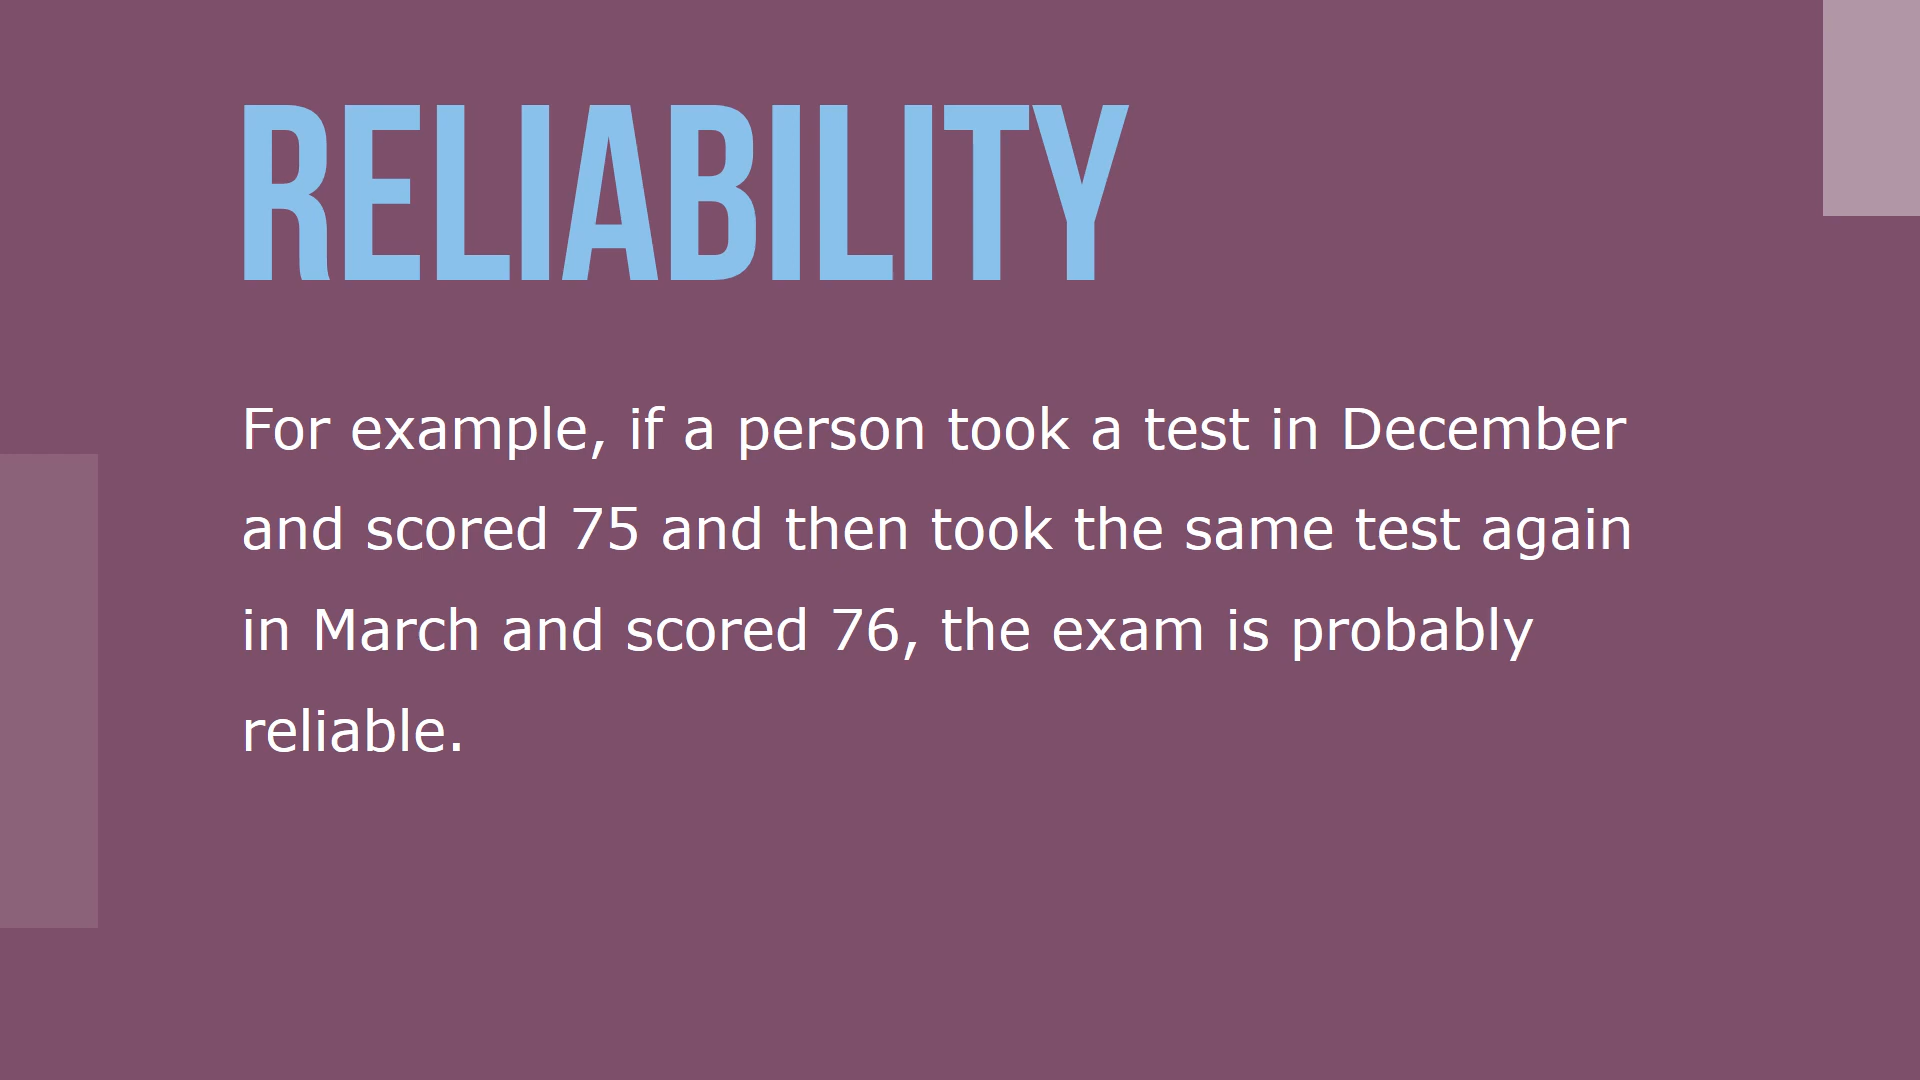 RELIABILITY
For example, if a person took a test in December
and scored 75 and then took the same test again
in March and scored 76, the exam is probably
reliable.